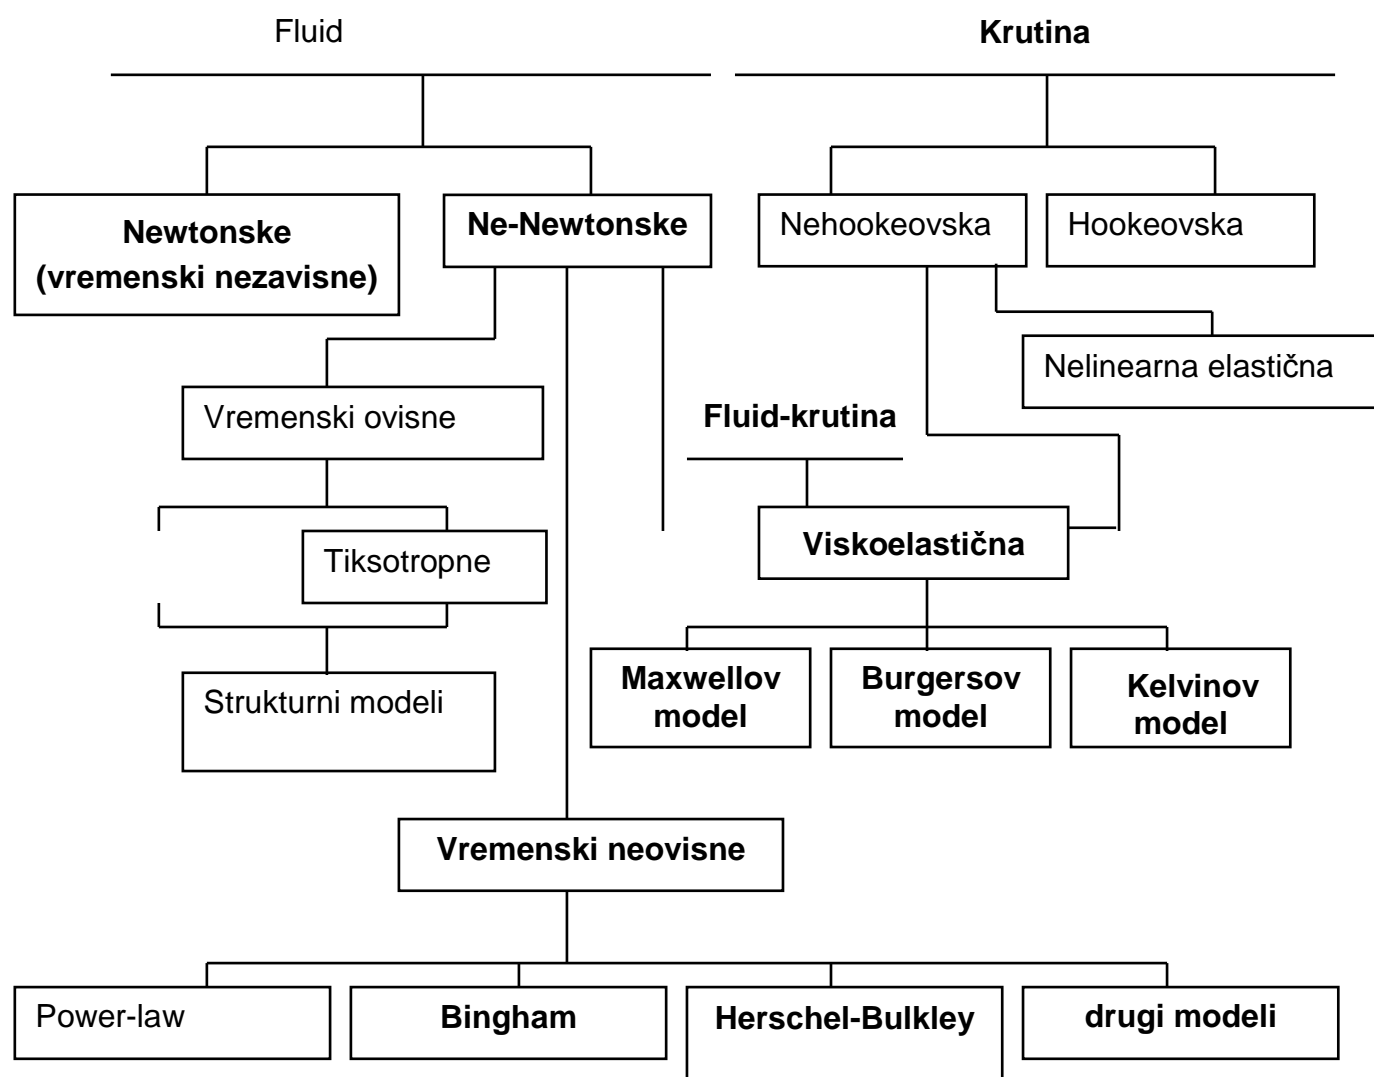 Fluid
Krutina
Newtonske
(vremenski nezavisne)
Ne-Newtonske
Nehookeovska
Hookeovska
Nelinearna elastična
Vremenski ovisne
Fluid-krutina
Tiksotropne
Viskoelastična
Strukturni modeli
Maxwellov
model
Burgersov
model
Kelvinov
model
Vremenski neovisne
Power-law
Bingham
Herschel-Bulkley
drugi modeli